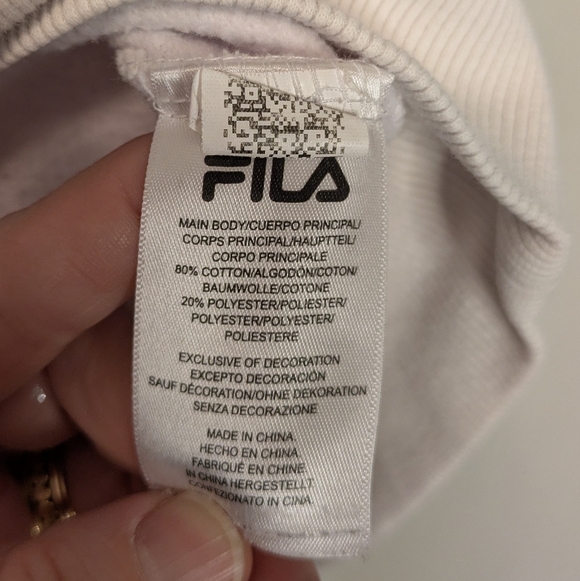 FILA
MAIN BODY/CUERPO PRINCIPAL/
CORPS PRINCIPAL/HAUPTTEIL/
CORPO PRINCIPALE
80% COTTON/ALGODÓN/COTON/
BAUMWOLLE/COTONE
20% POLYESTER/POLIESTER/
POLYESTER/POLYESTER/
POLIESTERE
EXCLUSIVE OF DECORATION
EXCEPTO DECORACIÓN
SAUF DÉCORATION/OHNE DEKORATION
SENZA DECORAZIONE
MADE IN CHINA.
HECHO EN CHINA.
FABRIQUÉ EN CHINE
IN CHINA HERGESTELLT
CONFEZIONATO IN CINA